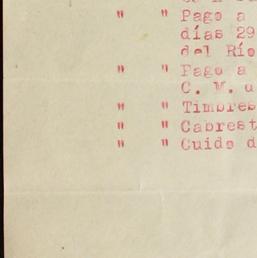 " " Pago a
días 29
del Río
" " Pago a
C. M. u
" " Timbres
" " Cabrest
" " Cuido d